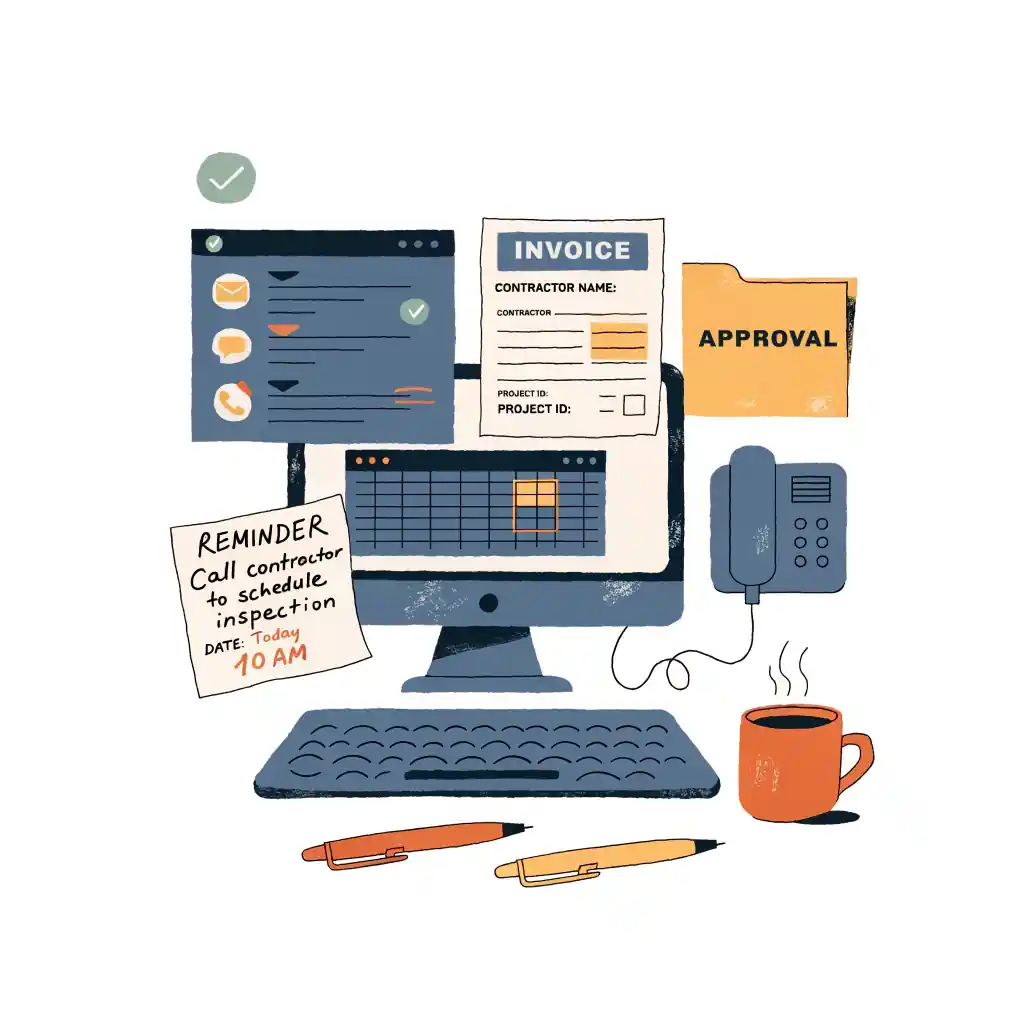 INVOICE
CONTRACTOR NAME:
CONTRACTOR
PROJECT ID:
PROJECT ID:
APPROVAL
REMINDER
Call contractor
to schedule
inspection
DATE: Today
10 AM